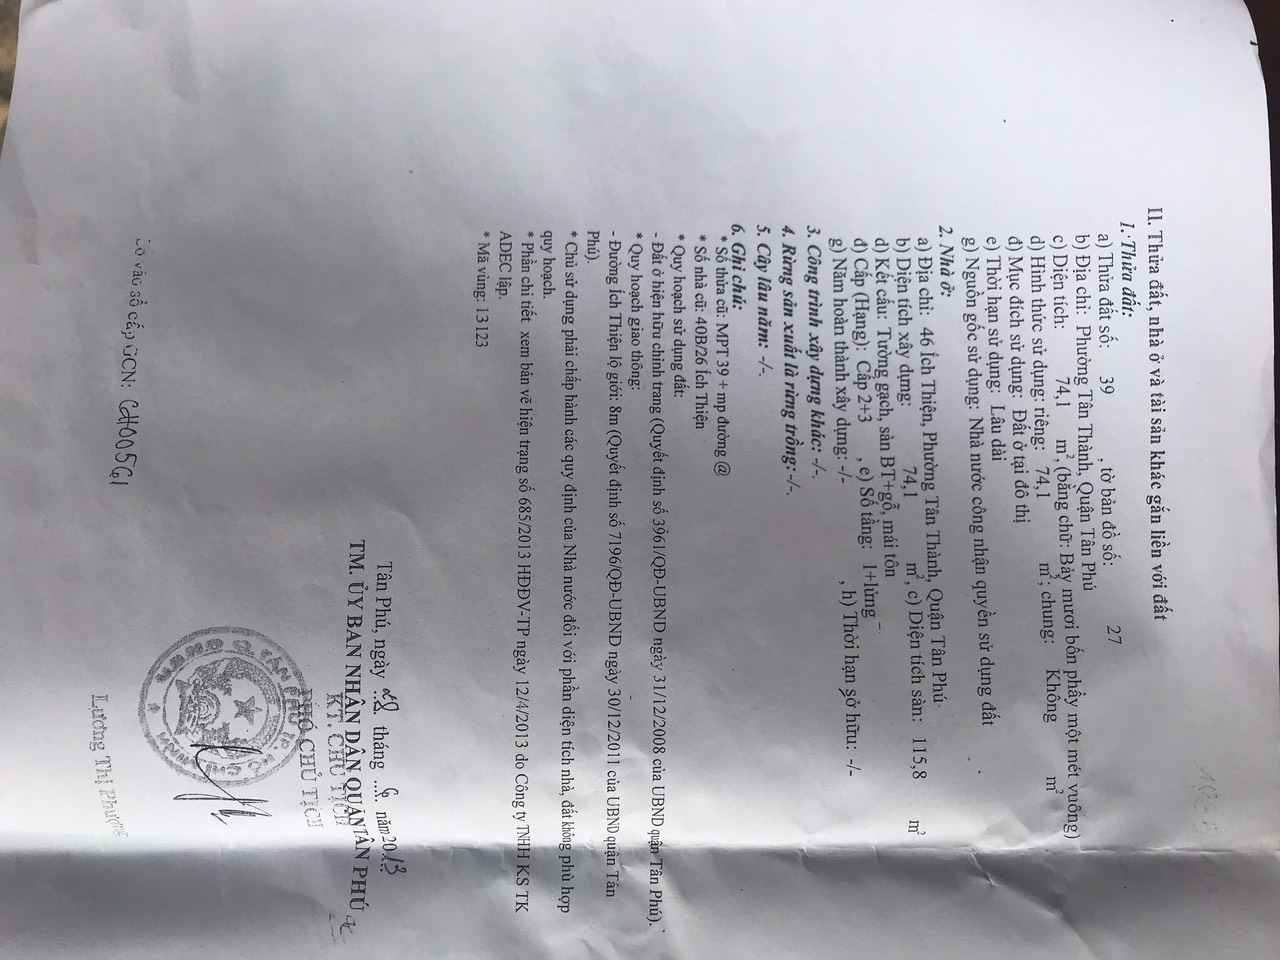 II. Thửa đất, nhà ở và tài sản khác gắn liền với đất
1. Thửa đất:
a) Thửa đất số: 39 , tờ bản đồ số: 27
b) Địa chỉ: Phường Tân Thành, Quận Tân Phú
c) Diện tích: 74,1 m², (bằng chữ: Bảy mươi bốn phẩy một mét vuông)
d) Hình thức sử dụng: riêng: 74,1 m²; chung: Không m²
đ) Mục đích sử dụng: Đất ở tại đô thị
e) Thời hạn sử dụng: Lâu dài
g) Nguồn gốc sử dụng: Nhà nước công nhận quyền sử dụng đất
2. Nhà ở:
a) Địa chỉ: 46 Ích Thiện, Phường Tân Thành, Quận Tân Phú
b) Diện tích xây dựng: 74,1 m², c) Diện tích sàn: 115,8 m²
d) Kết cấu: Tường gạch, sàn BT+gỗ, mái tôn
đ) Cấp (Hạng): Cấp 2+3 , e) Số tầng: 1+lửng
g) Năm hoàn thành xây dựng: -/- , h) Thời hạn sở hữu: -/-
3. Công trình xây dựng khác: -/-.
4. Rừng sản xuất là rừng trồng: -/-.
5. Cây lâu năm: -/-.
6. Ghi chú:
* Số thửa cũ: MPT 39 + mp đường @
* Số nhà cũ: 40B/26 Ích Thiện
* Quy hoạch sử dụng đất:
- Đất ở hiện hữu chỉnh trang (Quyết định số 3961/QĐ-UBND ngày 31/12/2008 của UBND quận Tân Phú).
* Quy hoạch giao thông:
- Đường Ích Thiện lộ giới: 8m (Quyết định số 7196/QĐ-UBND ngày 30/12/2011 của UBND quận Tân
Phú).
* Chủ sử dụng phải chấp hành các quy định của Nhà nước đối với phần diện tích nhà, đất không phù hợp
quy hoạch.
* Phần chi tiết xem bản vẽ hiện trạng số 685/2013 HĐĐV-TP ngày 12/4/2013 do Công ty TNHH KS TK
ADEC lập.
* Mã vùng: 13123
Tân Phú, ngày tháng 6 năm 2013
TM. ỦY BAN NHÂN DÂN QUẬN TÂN PHÚ
KT. CHỦ TỊCH
PHÓ CHỦ TỊCH
Lương Thị Phương
vào sổ cấp GCN: CH00561